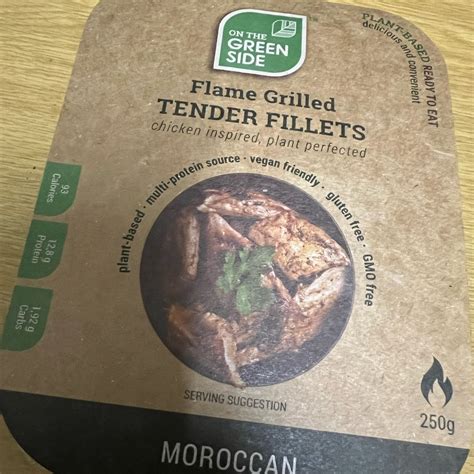 ON THE
GREEN
SIDE
PLANT-BASED READY TO EAT
delicious and convenient
Flame Grilled
TENDER FILLETS
chicken inspired, plant perfected
plant-based · multi-protein source · vegan friendly · gluten free · GMO free
93
Calories
12,8 g
Protein
1,92 g
Carbs
SERVING SUGGESTION
250g
MOROCCAN